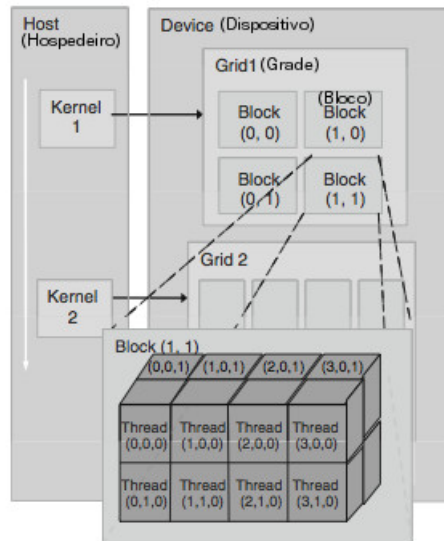 Host
(Hospedeiro)
Device (Dispositivo)
Grid1 (Grade)
Kernel
1
Block
(0, 0)
(Bloco)
Block
(1, 0)
Block
(0, 1)
Block
(1, 1)
Grid 2
Kernel
2
Block (1, 1)
(0,0,1)
(1,0,1)
(2,0,1)
(3,0,1)
Thread
(0,0,0)
Thread
(1,0,0)
Thread
(2,0,0)
Thread
(3,0,0)
Thread
(0,1,0)
Thread
(1,1,0)
Thread
(2,1,0)
Thread
(3,1,0)